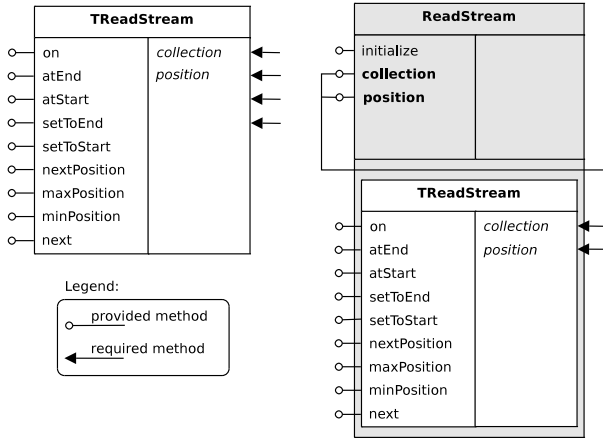 TReadStream
on collection
atEnd position
atStart
setToEnd
setToStart
nextPosition
maxPosition
minPosition
next
Legend:
provided method
required method
ReadStream
initialize
collection
position
TReadStream
on collection
atEnd position
atStart
setToEnd
setToStart
nextPosition
maxPosition
minPosition
next